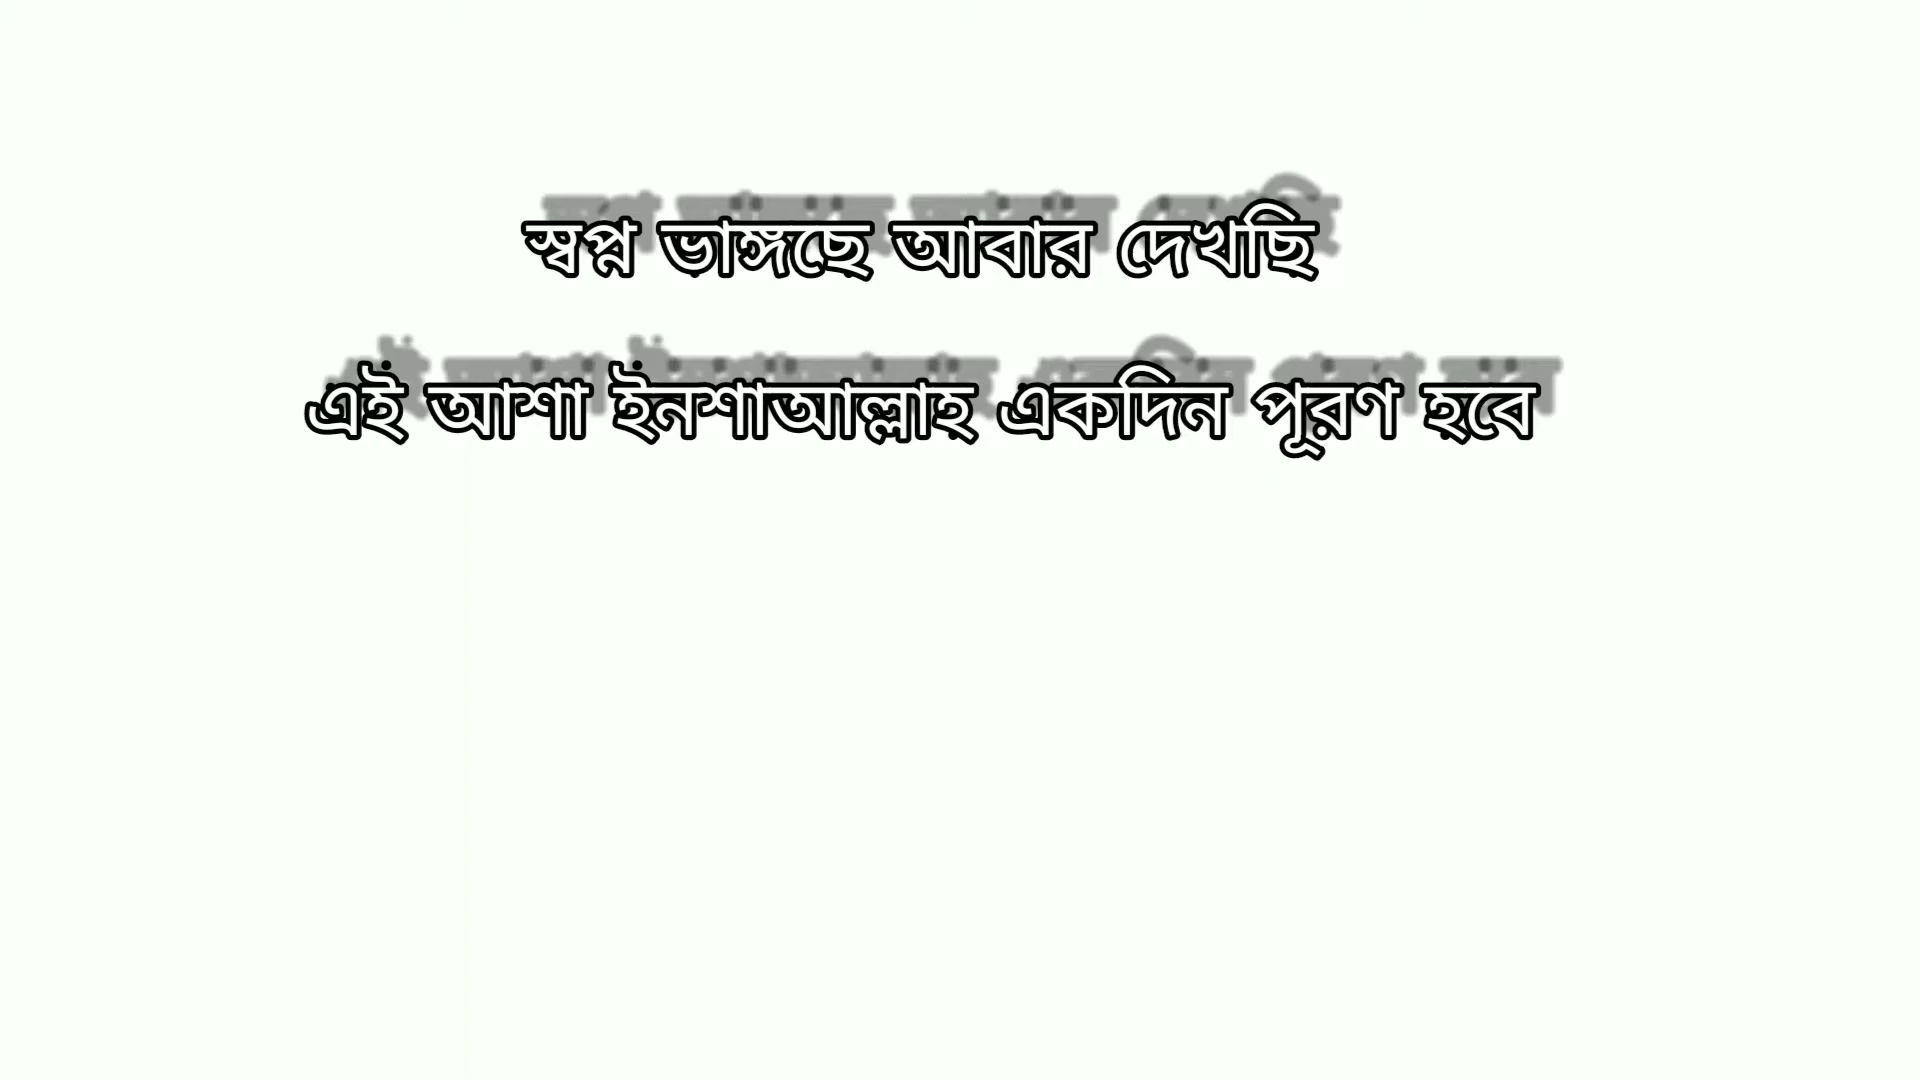 স্বপ্ন ভাঙ্গছে আবার দেখছি
এই আশা ইনশাআল্লাহ একদিন পূরণ হবে